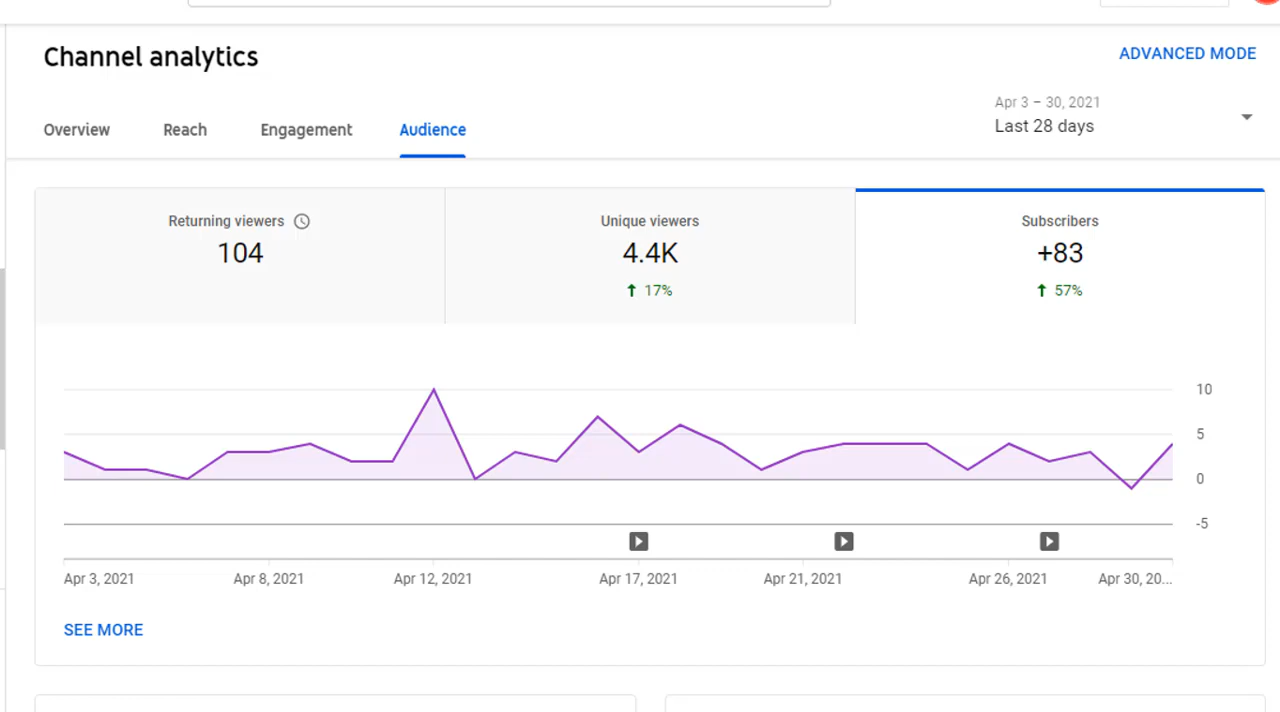 Channel analytics
ADVANCED MODE
Apr 3 – 30, 2021
Last 28 days
Overview
Reach
Engagement
Audience
Returning viewers
104
Unique viewers
4.4K
17%
Subscribers
+83
57%
10
5
0
-5
Apr 3, 2021
Apr 8, 2021
Apr 12, 2021
Apr 17, 2021
Apr 21, 2021
Apr 26, 2021
Apr 30, 20...
SEE MORE